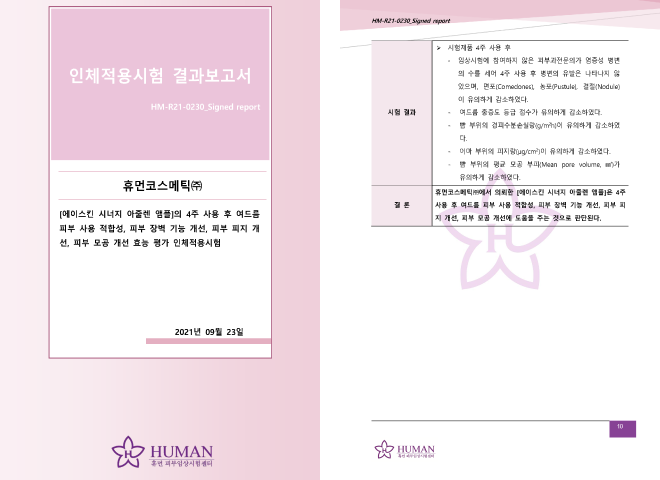 인체적용시험 결과보고서
HM-R21-0230_Signed report
휴먼코스메틱㈜
[에이스킨 시너지 아줄렌 앰플]의 4주 사용 후 여드름
피부 사용 적합성, 피부 장벽 기능 개선, 피부 피지 개
선, 피부 모공 개선 효능 평가 인체적용시험
2021년 09월 23일
HUMAN
휴먼 피부임상시험센터
HM-R21-0230_Signed report
시험 결과
➢ 시험제품 4주 사용 후
- 임상시험에 참여하지 않은 피부과전문의가 염증성 병변
의 수를 세어 4주 사용 후 병변의 유발은 나타나지 않
았으며, 면포(Comedones), 농포(Pustule), 결절(Nodule)
이 유의하게 감소하였다.
- 여드름 중증도 등급 점수가 유의하게 감소하였다.
- 뺨 부위의 경피수분손실량(g/m²h)이 유의하게 감소하였
다.
- 이마 부위의 피지량(μg/cm²)이 유의하게 감소하였다.
- 뺨 부위의 평균 모공 부피(Mean pore volume, ㎣)가
유의하게 감소하였다.
결 론
휴먼코스메틱㈜에서 의뢰한 [에이스킨 시너지 아줄렌 앰플]은 4주
사용 후 여드름 피부 사용 적합성, 피부 장벽 기능 개선, 피부 피
지 개선, 피부 모공 개선에 도움을 주는 것으로 판단된다.
10
HUMAN
휴먼 피부임상시험센터